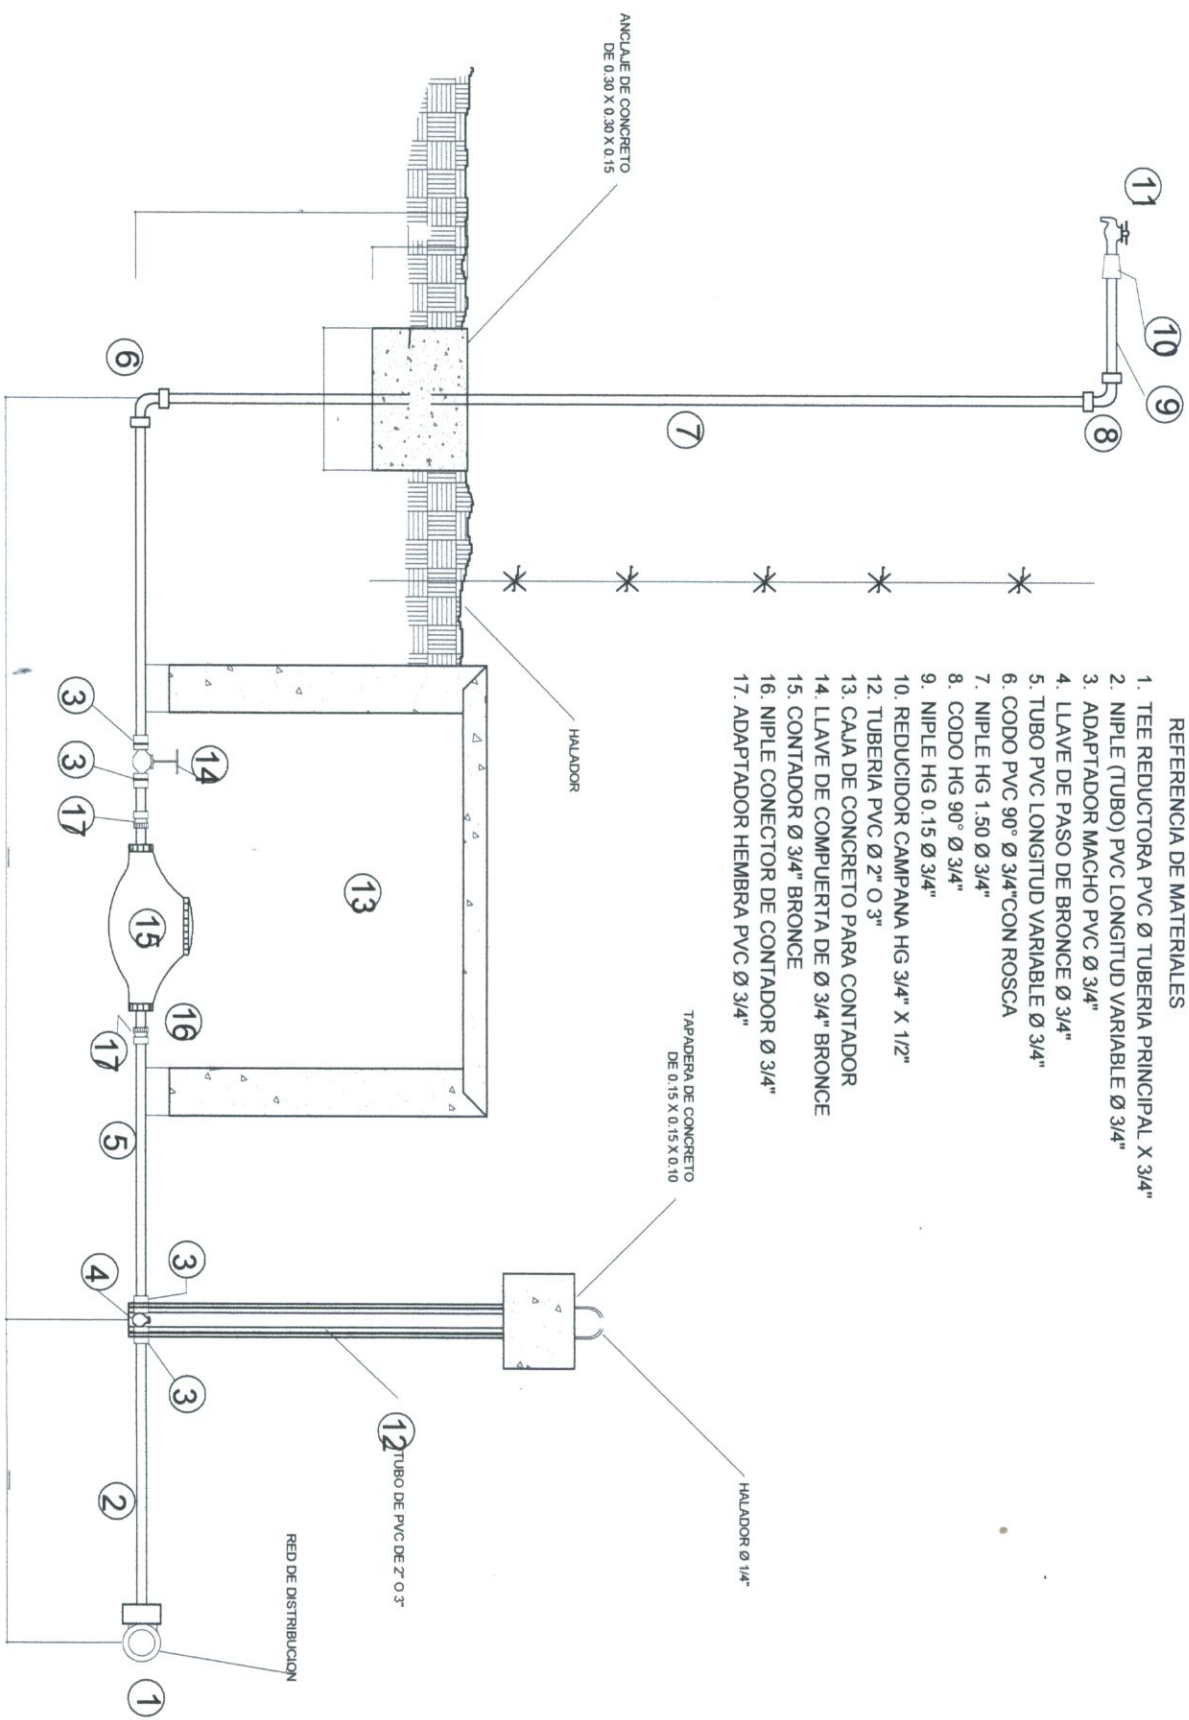 REFERENCIA DE MATERIALES
1. TEE REDUCTORA PVC Ø TUBERIA PRINCIPAL X 3/4"
2. NIPLE (TUBO) PVC LONGITUD VARIABLE Ø 3/4"
3. ADAPTADOR MACHO PVC Ø 3/4"
4. LLAVE DE PASO DE BRONCE Ø 3/4"
5. TUBO PVC LONGITUD VARIABLE Ø 3/4"
6. CODO PVC 90° Ø 3/4"CON ROSCA
7. NIPLE HG 1.50 Ø 3/4"
8. CODO HG 90° Ø 3/4"
9. NIPLE HG 0.15 Ø 3/4"
10. REDUCIDOR CAMPANA HG 3/4" X 1/2"
12. TUBERIA PVC Ø 2" O 3"
13. CAJA DE CONCRETO PARA CONTADOR
14. LLAVE DE COMPUERTA DE Ø 3/4" BRONCE
15. CONTADOR Ø 3/4" BRONCE
16. NIPLE CONECTOR DE CONTADOR Ø 3/4"
17. ADAPTADOR HEMBRA PVC Ø 3/4"
11
10
9
8
7
ANCLAJE DE CONCRETO
DE 0.30 X 0.30 X 0.15
HALADOR
TAPADERA DE CONCRETO
DE 0.15 X 0.15 X 0.10
HALADOR Ø 1/4"
12
TUBO DE PVC DE 2" O 3"
RED DE DISTRIBUCION
13
6
3
3
14
17
15
16
17
5
4
3
3
2
1